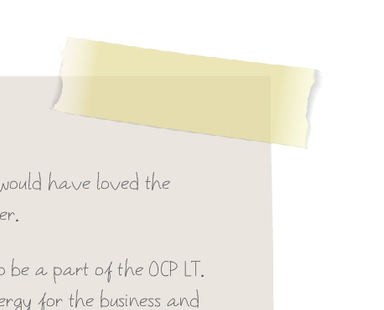 would have loved the
er.
o be a part of the OCP LT.
ergy for the business and